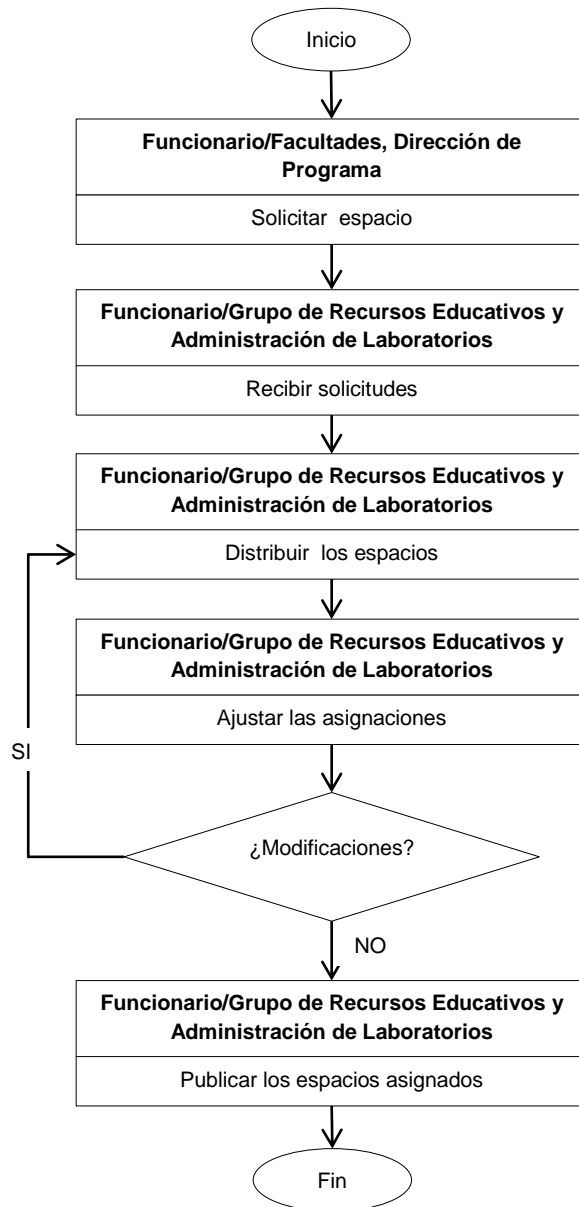 Inicio
Funcionario/Facultades, Dirección de
Programa
Solicitar espacio
Funcionario/Grupo de Recursos Educativos y
Administración de Laboratorios
Recibir solicitudes
Funcionario/Grupo de Recursos Educativos y
Administración de Laboratorios
Distribuir los espacios
Funcionario/Grupo de Recursos Educativos y
Administración de Laboratorios
Ajustar las asignaciones
SI
¿Modificaciones?
NO
Funcionario/Grupo de Recursos Educativos y
Administración de Laboratorios
Publicar los espacios asignados
Fin